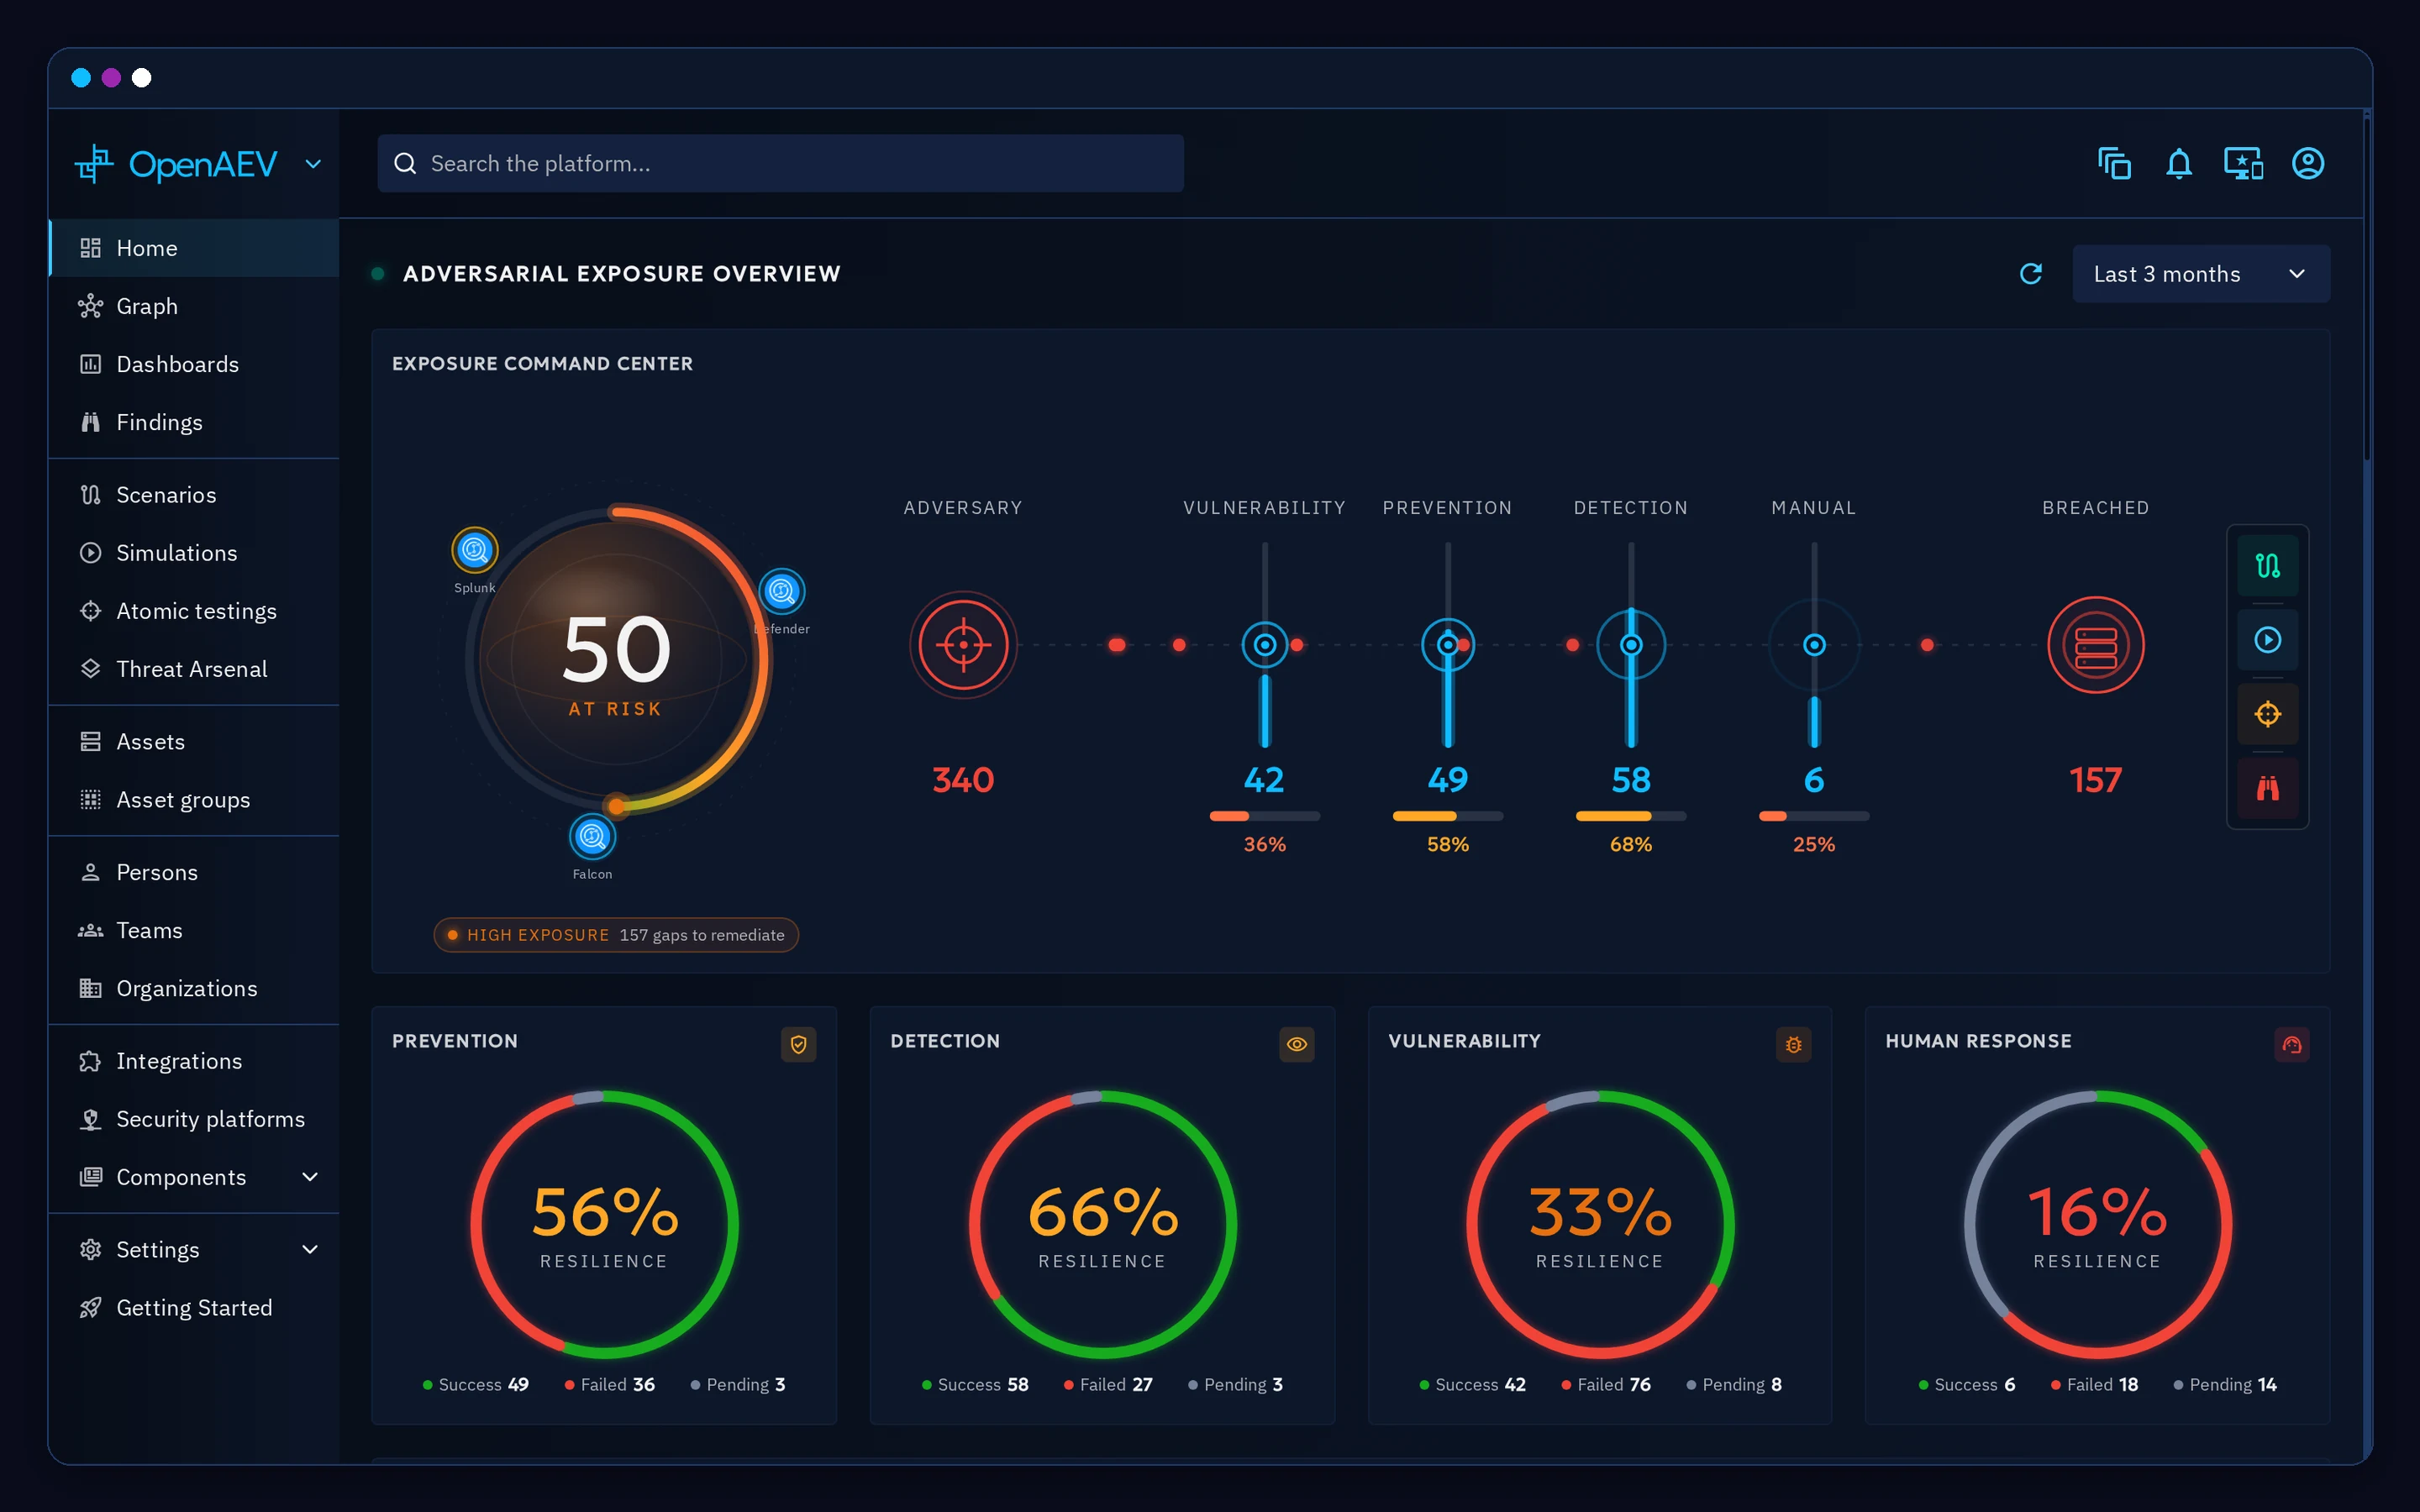 OpenAEV
Search the platform...
Home
Graph
Dashboards
Findings
Scenarios
Simulations
Atomic testings
Threat Arsenal
Assets
Asset groups
Persons
Teams
Organizations
Integrations
Security platforms
Components
Settings
Getting Started
ADVERSARIAL EXPOSURE OVERVIEW
Last 3 months
EXPOSURE COMMAND CENTER
Splunk
Defender
Falcon
50
AT RISK
HIGH EXPOSURE 157 gaps to remediate
ADVERSARY VULNERABILITY PREVENTION DETECTION MANUAL BREACHED
340 42 49 58 6 157
36% 58% 68% 25%
PREVENTION
56%
RESILIENCE
Success 49 Failed 36 Pending 3
DETECTION
66%
RESILIENCE
Success 58 Failed 27 Pending 3
VULNERABILITY
33%
RESILIENCE
Success 42 Failed 76 Pending 8
HUMAN RESPONSE
16%
RESILIENCE
Success 6 Failed 18 Pending 14